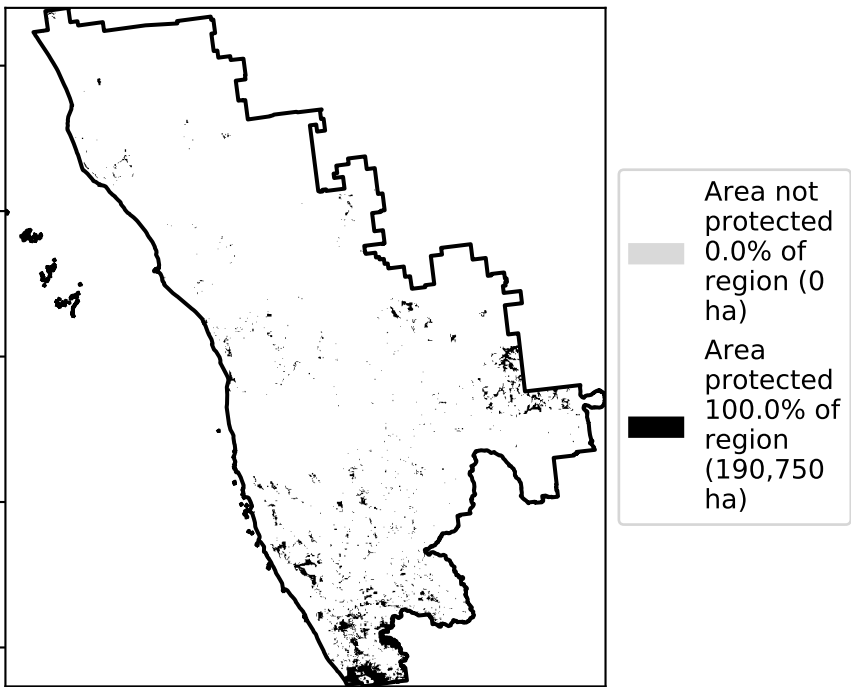 Area not
protected
0.0% of
region (0
ha)
Area
protected
100.0% of
region
(190,750
ha)